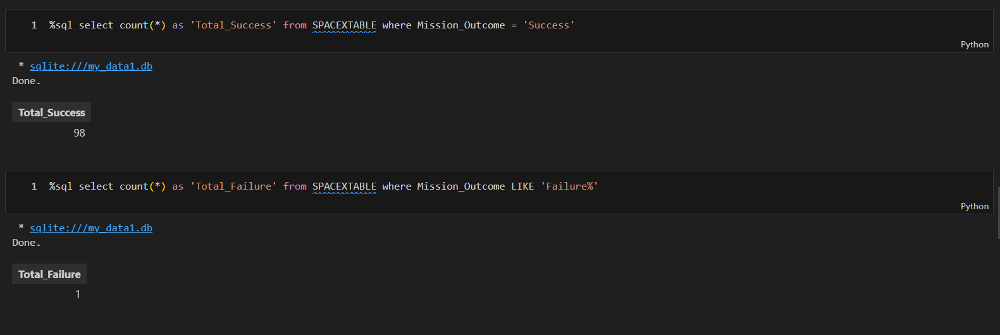 1 %sql select count(*) as 'Total_Success' from SPACEXTABLE where Mission_Outcome = 'Success'
Python
* sqlite:///my_data1.db
Done.
Total_Success
98
1 %sql select count(*) as 'Total_Failure' from SPACEXTABLE where Mission_Outcome LIKE 'Failure%'
Python
* sqlite:///my_data1.db
Done.
Total_Failure
1